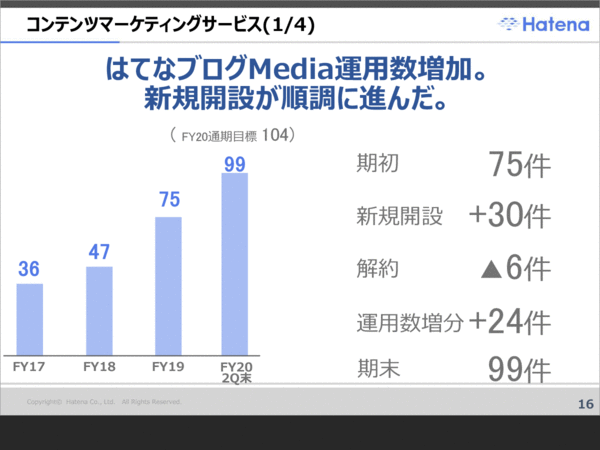 コンテンツマーケティングサービス(1/4)
Hatena
はてなブログMedia運用数増加。
新規開設が順調に進んだ。
( FY20通期目標 104)
99
75
47
36
FY17
FY18
FY19
FY20
2Q末
期初 75件
新規開設 +30件
解約 ▲6件
運用数増分 +24件
期末 99件
Copyright© Hatena Co., Ltd. All Rights Reserved.
16